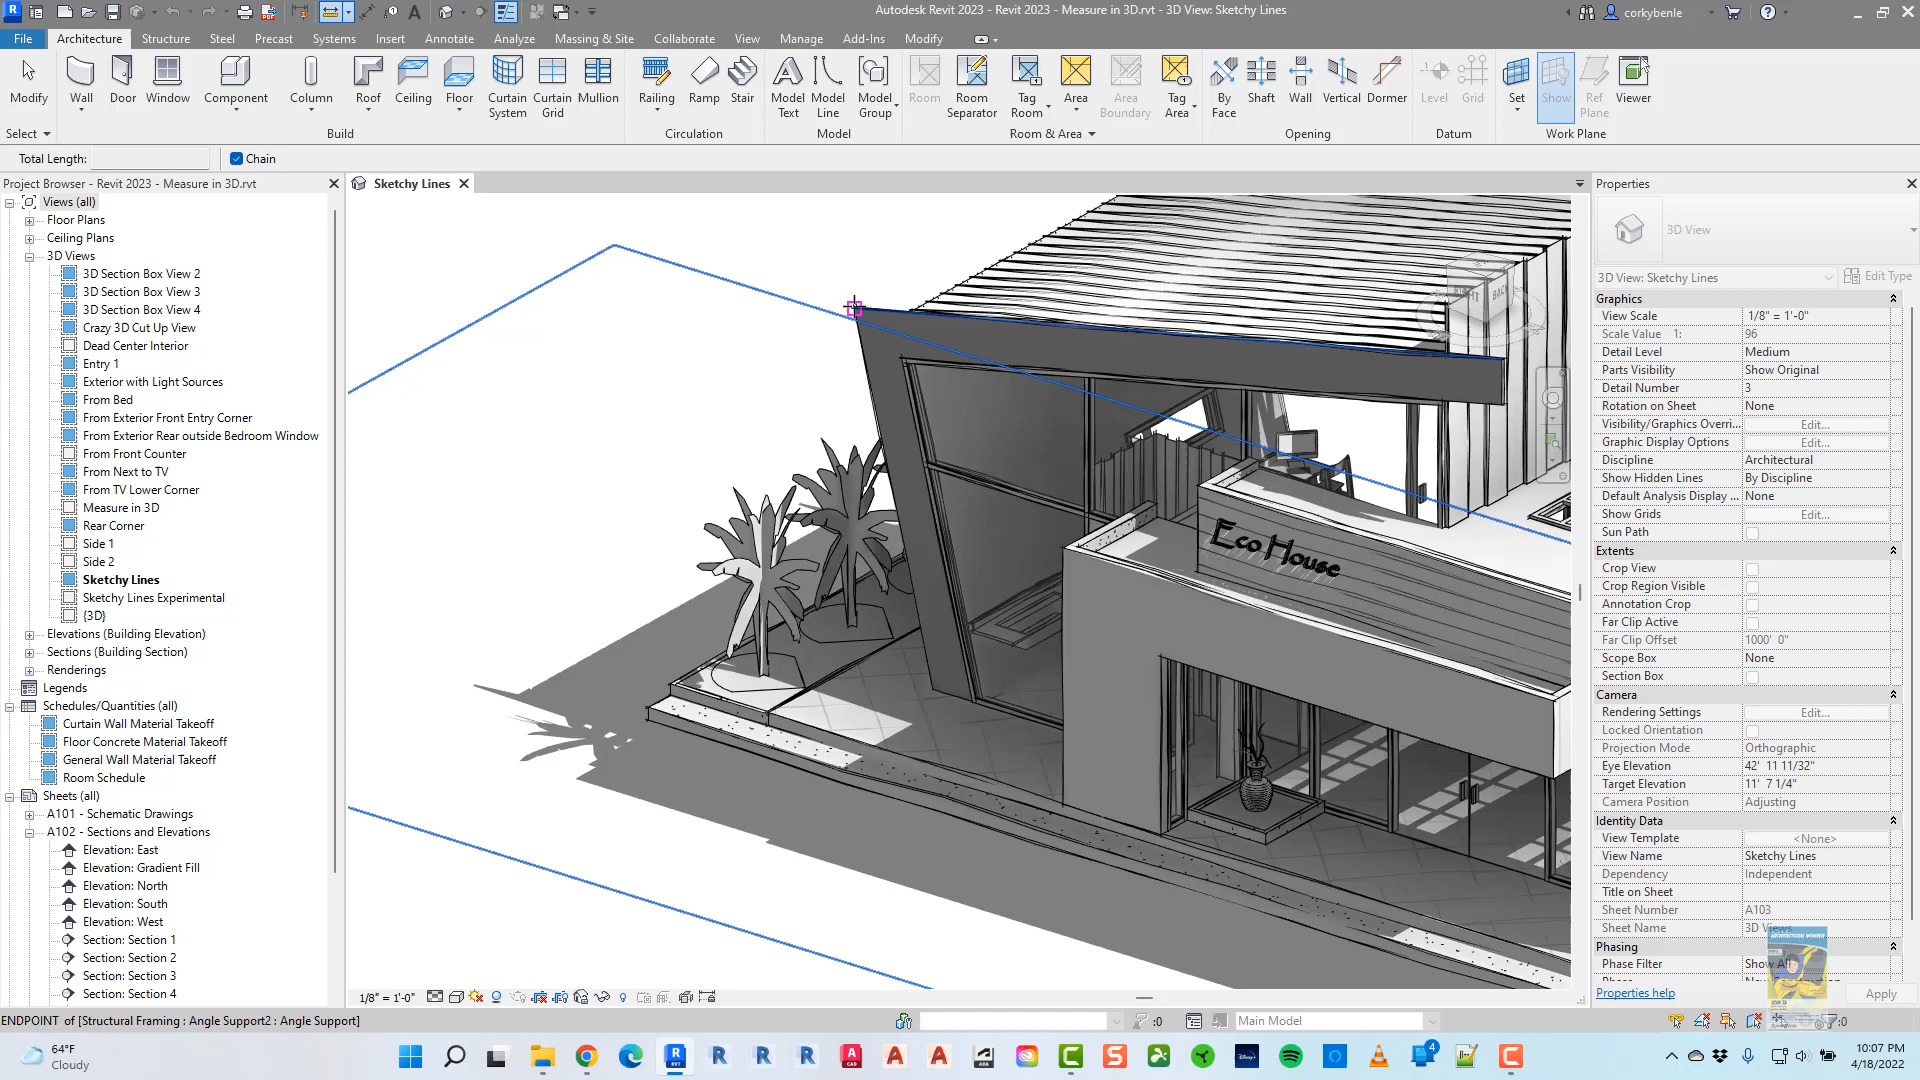 Autodesk Revit 2023 - Revit 2023 - Measure in 3D.rvt - 3D View: Sketchy Lines
corkybenle
File Architecture Structure Steel Precast Systems Insert Annotate Analyze Massing & Site Collaborate View Manage Add-Ins Modify
Modify Wall Door Window Component Column Roof Ceiling Floor Curtain System Curtain Grid Mullion Railing Ramp Stair Model Text Model Line Model Group Room Room Separator Tag Room Area Area Boundary Tag Area By Face Shaft Wall Vertical Dormer Level Grid Set Show Ref Plane Viewer
Select Build Circulation Model Room & Area Opening Datum Work Plane
Total Length: Chain
Project Browser - Revit 2023 - Measure in 3D.rvt
Views (all)
Floor Plans
Ceiling Plans
3D Views
3D Section Box View 2
3D Section Box View 3
3D Section Box View 4
Crazy 3D Cut Up View
Dead Center Interior
Entry 1
Exterior with Light Sources
From Bed
From Exterior Front Entry Corner
From Exterior Rear outside Bedroom Window
From Front Counter
From Next to TV
From TV Lower Corner
Measure in 3D
Rear Corner
Side 1
Side 2
Sketchy Lines
Sketchy Lines Experimental
{3D}
Elevations (Building Elevation)
Sections (Building Section)
Renderings
Legends
Schedules/Quantities (all)
Curtain Wall Material Takeoff
Floor Concrete Material Takeoff
General Wall Material Takeoff
Room Schedule
Sheets (all)
A101 - Schematic Drawings
A102 - Sections and Elevations
Elevation: East
Elevation: Gradient Fill
Elevation: North
Elevation: South
Elevation: West
Section: Section 1
Section: Section 2
Section: Section 3
Section: Section 4
Sketchy Lines
RIGHT BACK
Eco House
1/8" = 1'-0"
Properties
3D View
3D View: Sketchy Lines Edit Type
Graphics
View Scale 1/8" = 1'-0"
Scale Value 1: 96
Detail Level Medium
Parts Visibility Show Original
Detail Number 3
Rotation on Sheet None
Visibility/Graphics Overri... Edit...
Graphic Display Options Edit...
Discipline Architectural
Show Hidden Lines By Discipline
Default Analysis Display ... None
Show Grids Edit...
Sun Path
Extents
Crop View
Crop Region Visible
Annotation Crop
Far Clip Active
Far Clip Offset 1000' 0"
Scope Box None
Section Box
Camera
Rendering Settings Edit...
Locked Orientation
Projection Mode Orthographic
Eye Elevation 42' 11 11/32"
Target Elevation 11' 7 1/4"
Camera Position Adjusting
Identity Data
View Template <None>
View Name Sketchy Lines
Dependency Independent
Title on Sheet
Sheet Number A103
Sheet Name 3D Views
Phasing
Phase Filter Show All
Properties help Apply
ENDPOINT of [Structural Framing : Angle Support2 : Angle Support]
:0 Main Model :0
64°F
Cloudy
4
10:07 PM
4/18/2022